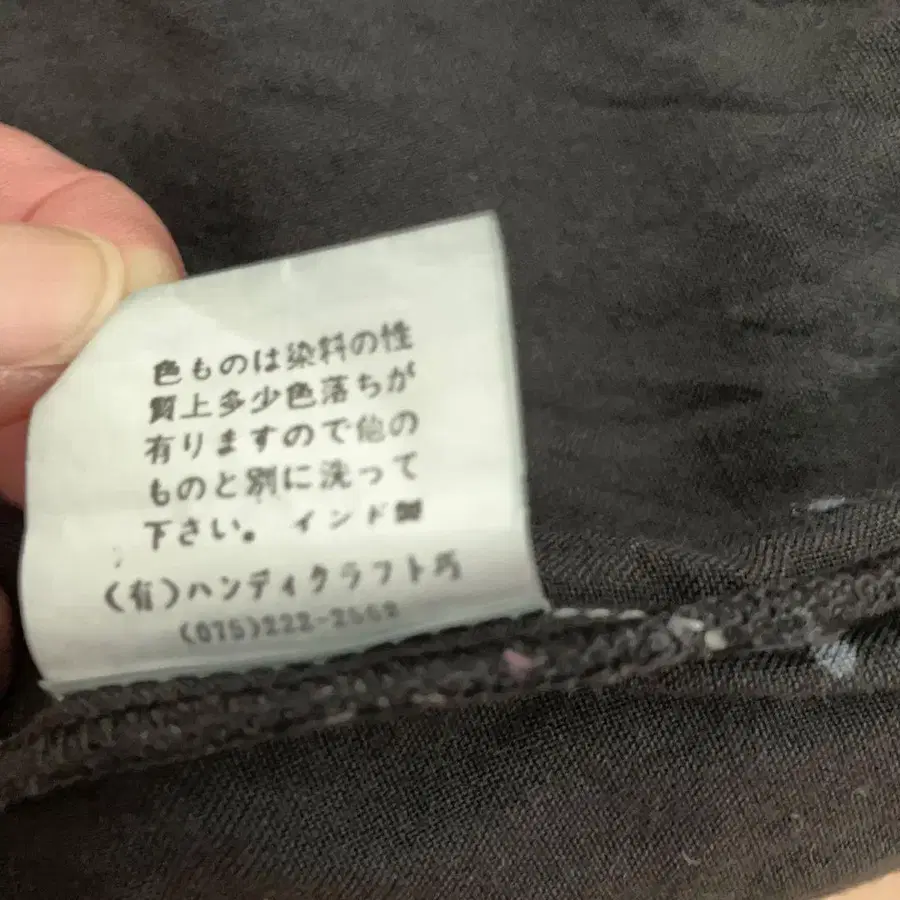 色ものは染料の性
質上多少色落ちが
有りますので他の
ものと別に洗って
下さい。 インド製
(有)ハンディクラフト巧
(075)222-2562